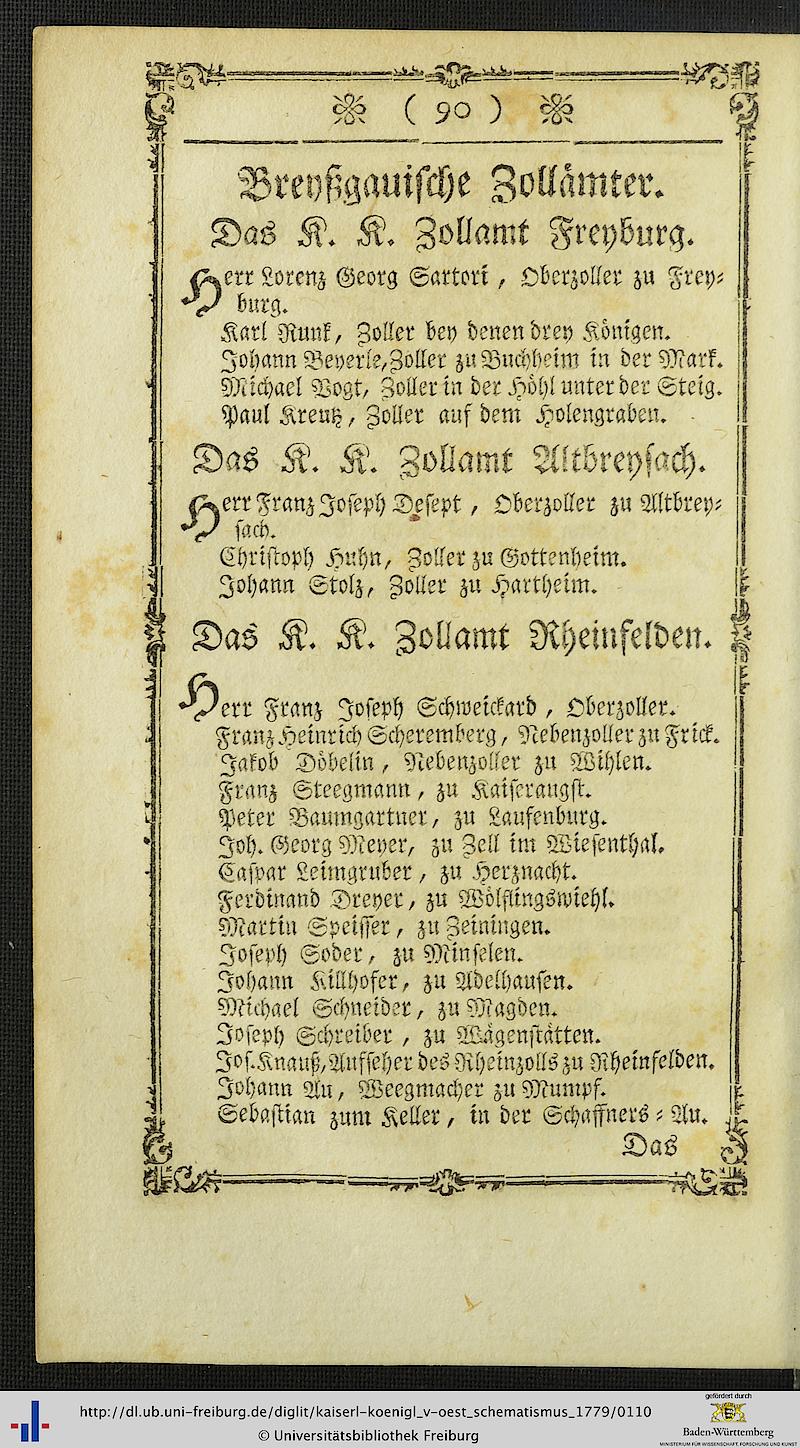 ( 90 )
Breyßgauische Zollämter.
Das K. K. Zollamt Freyburg.
Herr Lorenz Georg Sartori, Oberzoller zu Frey⸗
burg.
Karl Runk, Zoller bey denen drey Königen.
Johann Beyerle, Zoller zu Buchheim in der Mark.
Michael Vogt, Zoller in der Höhl unter der Steig.
Paul Kreutz, Zoller auf dem Holengraben.
Das K. K. Zollamt Altbreysach.
Herr Franz Joseph Desept, Oberzoller zu Altbrey⸗
sach.
Christoph Huhn, Zoller zu Gottenheim.
Johann Stolz, Zoller zu Hartheim.
Das K. K. Zollamt Rheinfelden.
Herr Franz Joseph Schweickard, Oberzoller.
Franz Heinrich Scheremberg, Nebenzoller zu Frick.
Jakob Döbelin, Nebenzoller zu Wihlen.
Franz Steegmann, zu Kaiseraugst.
Peter Baumgartner, zu Laufenburg.
Joh. Georg Meyer, zu Zell im Wiesenthal.
Caspar Leimgruber, zu Herznacht.
Ferdinand Dreyer, zu Wölflingswiehl.
Martin Speisser, zu Zeiningen.
Joseph Soder, zu Minselen.
Johann Killhofer, zu Adelhausen.
Michael Schneider, zu Magden.
Joseph Schreiber, zu Wägenstätten.
Jos. Knauß, Aufseher des Rheinzolls zu Rheinfelden.
Johann Au, Weegmacher zu Mumpf.
Sebastian zum Keller, in der Schaffners⸗Au.
Das
http://dl.ub.uni-freiburg.de/diglit/kaiserl-koenigl_v-oest_schematismus_1779/0110
© Universitätsbibliothek Freiburg
gefördert durch
Baden-Württemberg
MINISTERIUM FÜR WISSENSCHAFT, FORSCHUNG UND KUNST